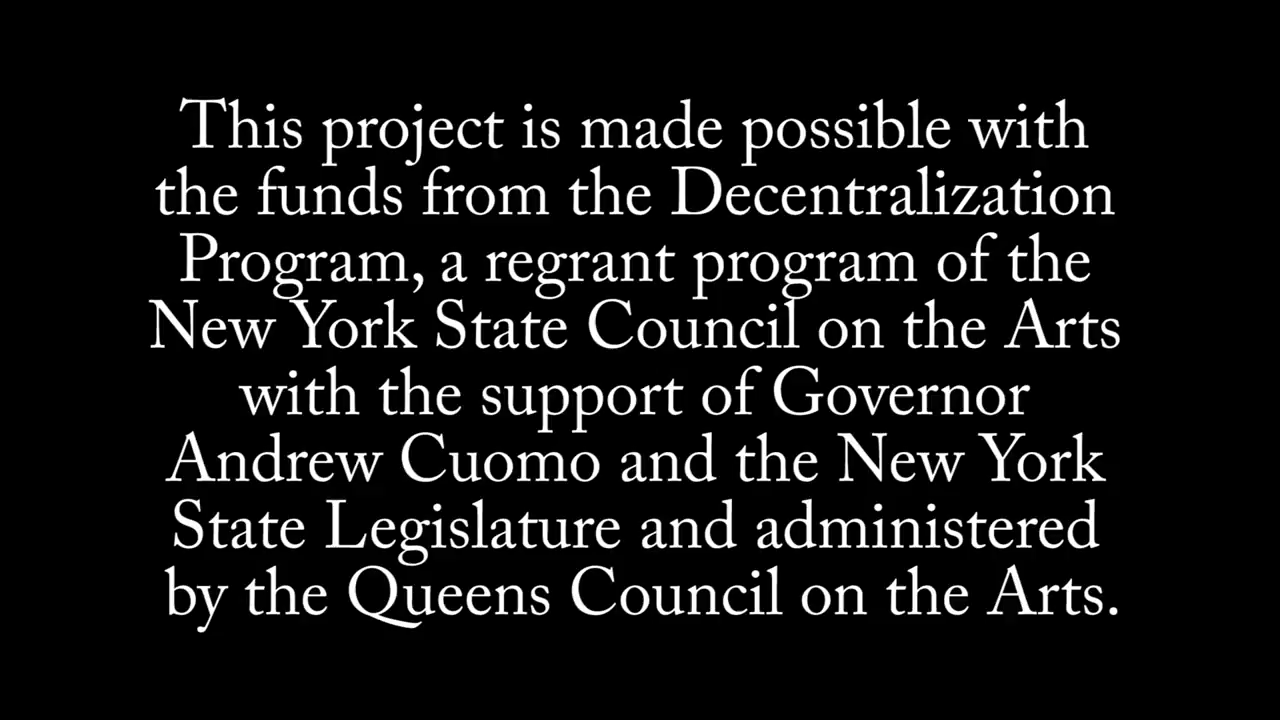 This project is made possible with
the funds from the Decentralization
Program, a regrant program of the
New York State Council on the Arts
with the support of Governor
Andrew Cuomo and the New York
State Legislature and administered
by the Queens Council on the Arts.